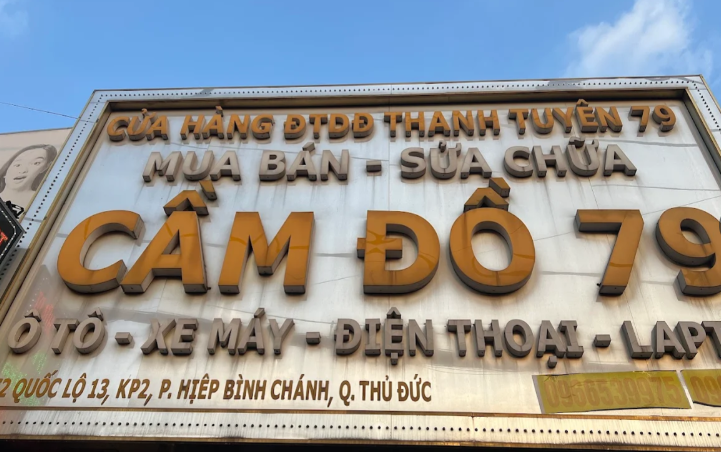 CỬA HÀNG ĐTDĐ THANH TUYỀN 79
MUA BÁN - SỬA CHỮA
CẦM ĐỒ 79
Ô TÔ - XE MÁY - ĐIỆN THOẠI - LAPT
2 QUỐC LỘ 13, KP2, P. HIỆP BÌNH CHÁNH, Q. THỦ ĐỨC